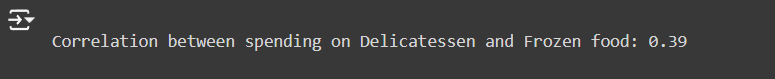 Correlation between spending on Delicatessen and Frozen food: 0.39